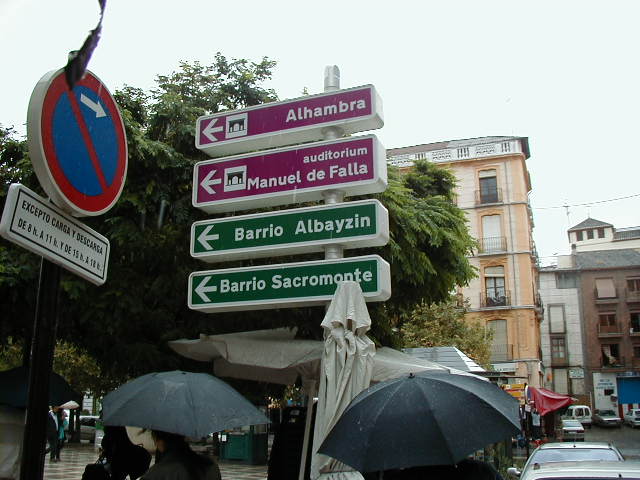 EXCEPTO CARGA Y DESCARGA
DE 8 h. A 11 h. Y DE 15 h. A 18 h.
Alhambra
auditorium
Manuel de Falla
Barrio Albayzin
Barrio Sacromonte